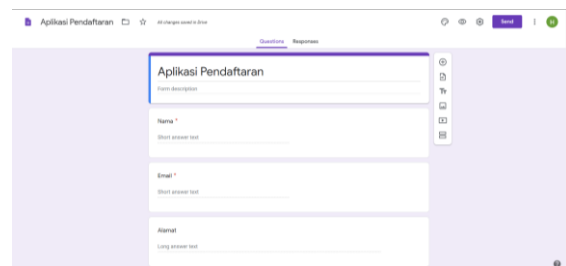 Aplikasi Pendaftaran
All changes saved in Drive
Send
H
Questions
Responses
Aplikasi Pendaftaran
Form description
Tт
Nama *
Short answer text
Email *
Short answer text
Alamat
Long answer text